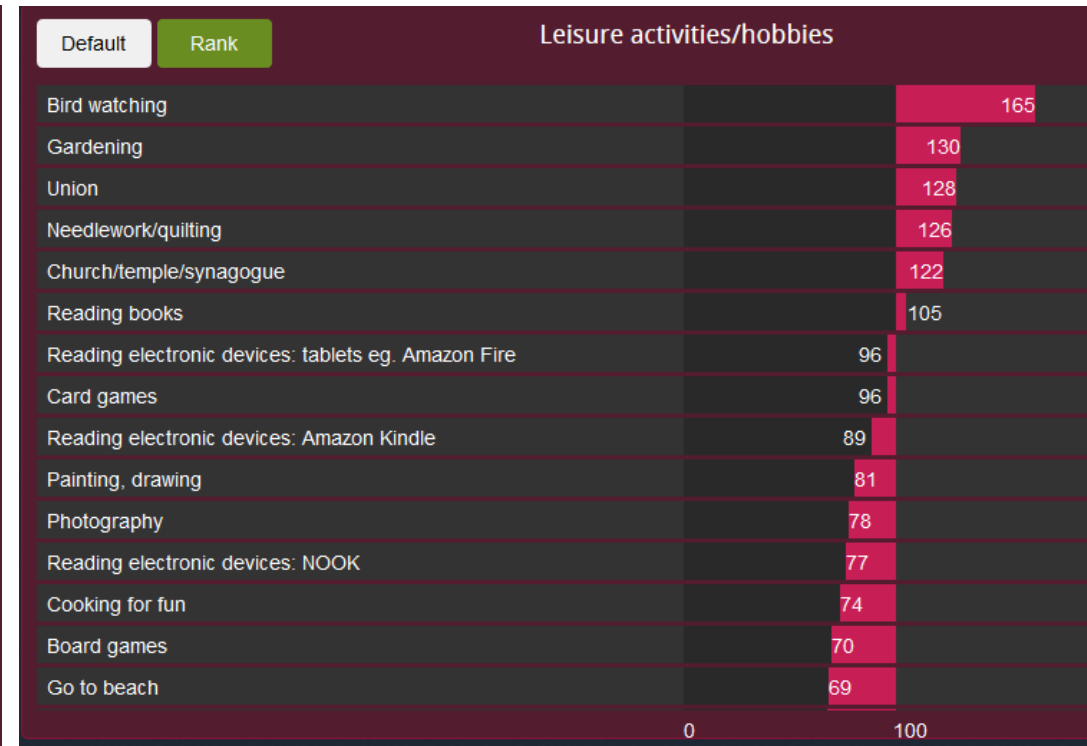 Default Rank Leisure activities/hobbies
Bird watching 165
Gardening 130
Union 128
Needlework/quilting 126
Church/temple/synagogue 122
Reading books 105
Reading electronic devices: tablets eg. Amazon Fire 96
Card games 96
Reading electronic devices: Amazon Kindle 89
Painting, drawing 81
Photography 78
Reading electronic devices: NOOK 77
Cooking for fun 74
Board games 70
Go to beach 69
0 100